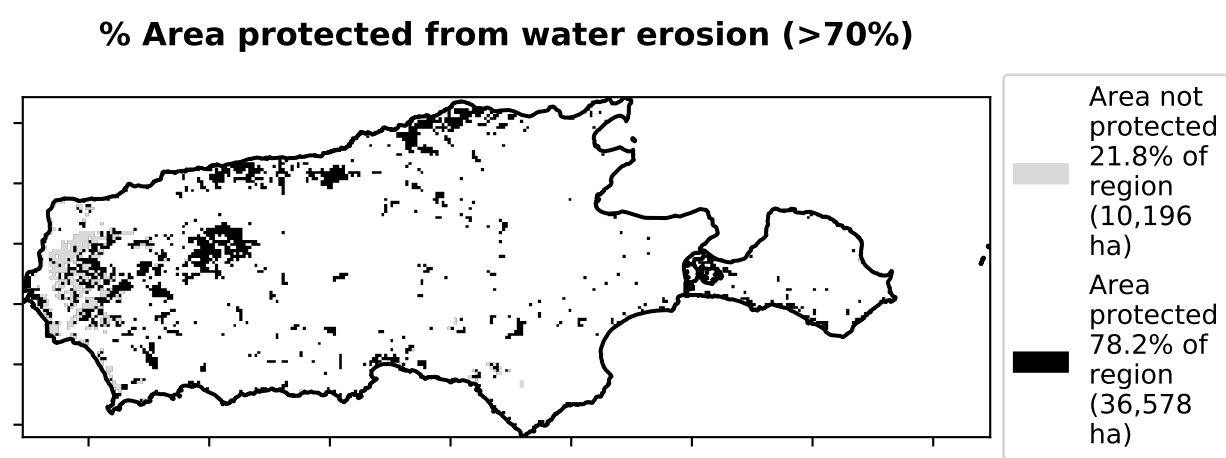 % Area protected from water erosion (>70%)
Area not
protected
21.8% of
region
(10,196
ha)
Area
protected
78.2% of
region
(36,578
ha)